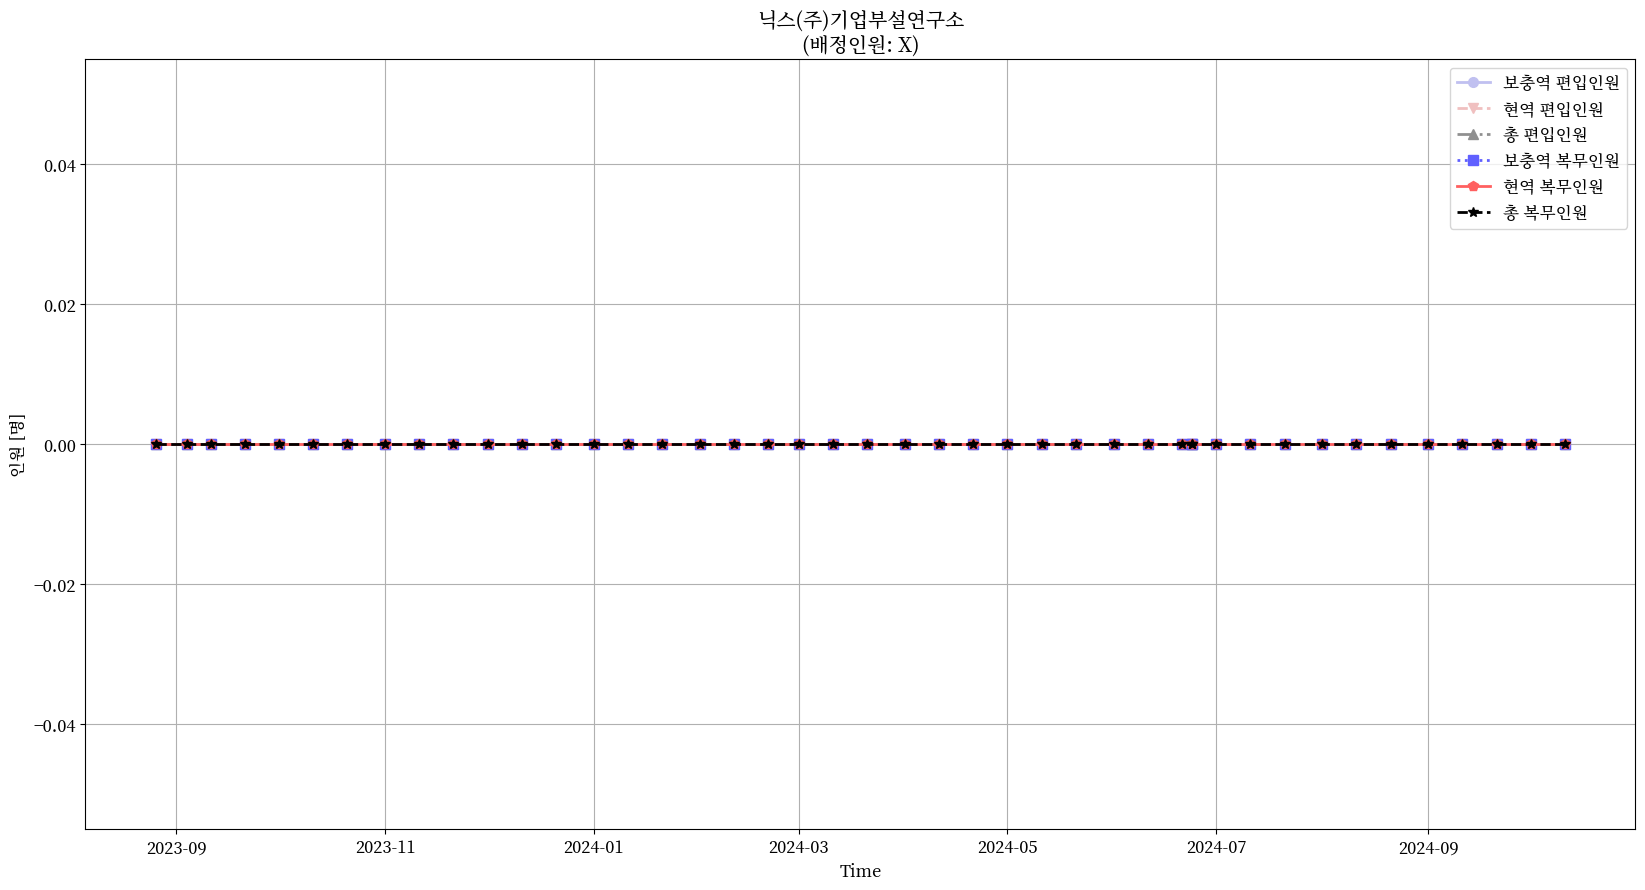 닉스(주)기업부설연구소
(배정인원: X)
보충역 편입인원
현역 편입인원
총 편입인원
보충역 복무인원
현역 복무인원
총 복무인원
인원 [명]
0.04
0.02
0.00
−0.02
−0.04
2023-09 2023-11 2024-01 2024-03 2024-05 2024-07 2024-09
Time